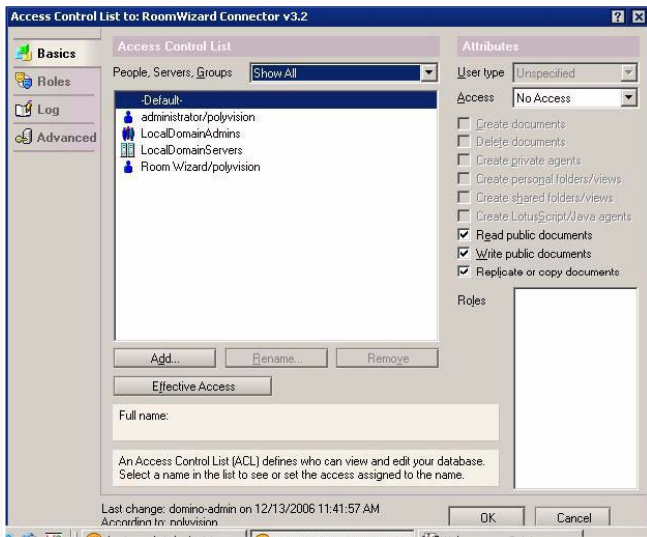 Access Control List to: RoomWizard Connector v3.2
Basics
Roles
Log
Advanced
Access Control List
People, Servers, Groups
Show All
-Default-
administrator/polyvision
LocalDomainAdmins
LocalDomainServers
Room Wizard/polyvision
Add...
Rename...
Remove
Effective Access
Full name:
An Access Control List (ACL) defines who can view and edit your database.
Select a name in the list to see or set the access assigned to the name.
Attributes
User type
Unspecified
Access
No Access
Create documents
Delete documents
Create private agents
Create personal folders/views
Create shared folders/views
Create LotusScript/Java agents
Read public documents
Write public documents
Replicate or copy documents
Roles
Last change: domino-admin on 12/13/2006 11:41:57 AM
According to: polyvision
OK
Cancel